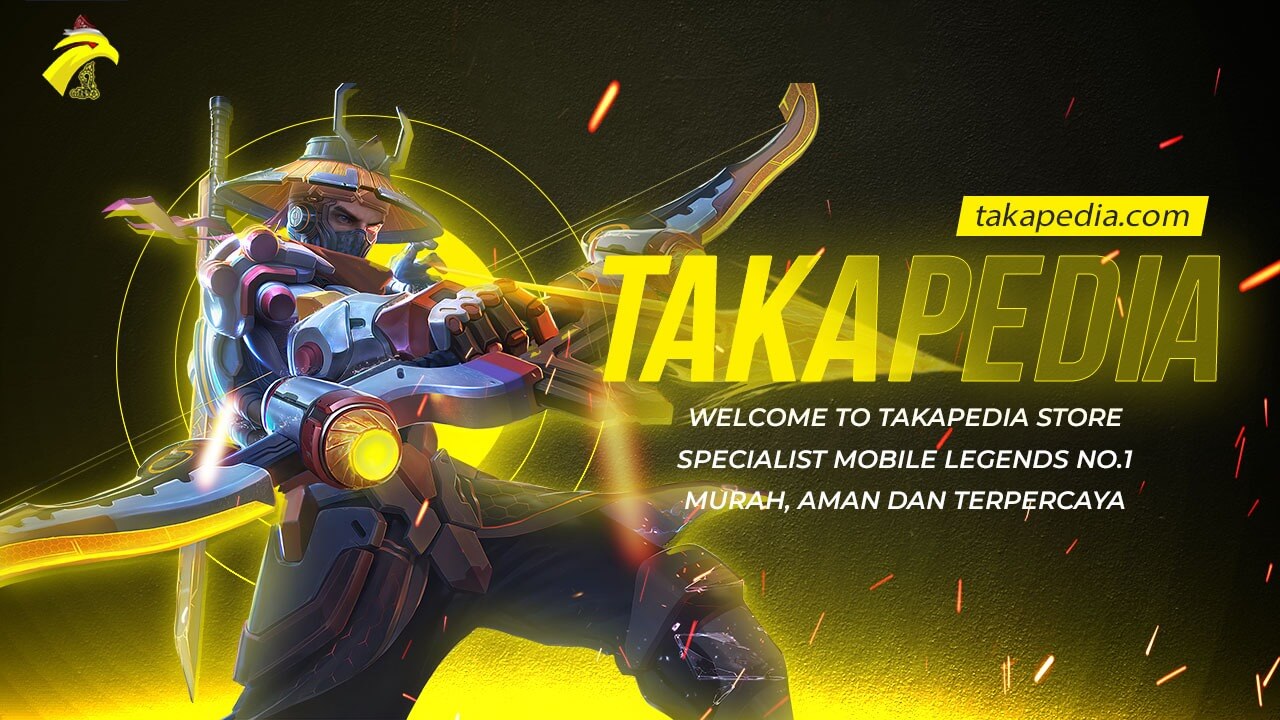 takapedia.com
TAKAPEDIA
WELCOME TO TAKAPEDIA STORE
SPECIALIST MOBILE LEGENDS NO.1
MURAH, AMAN DAN TERPERCAYA